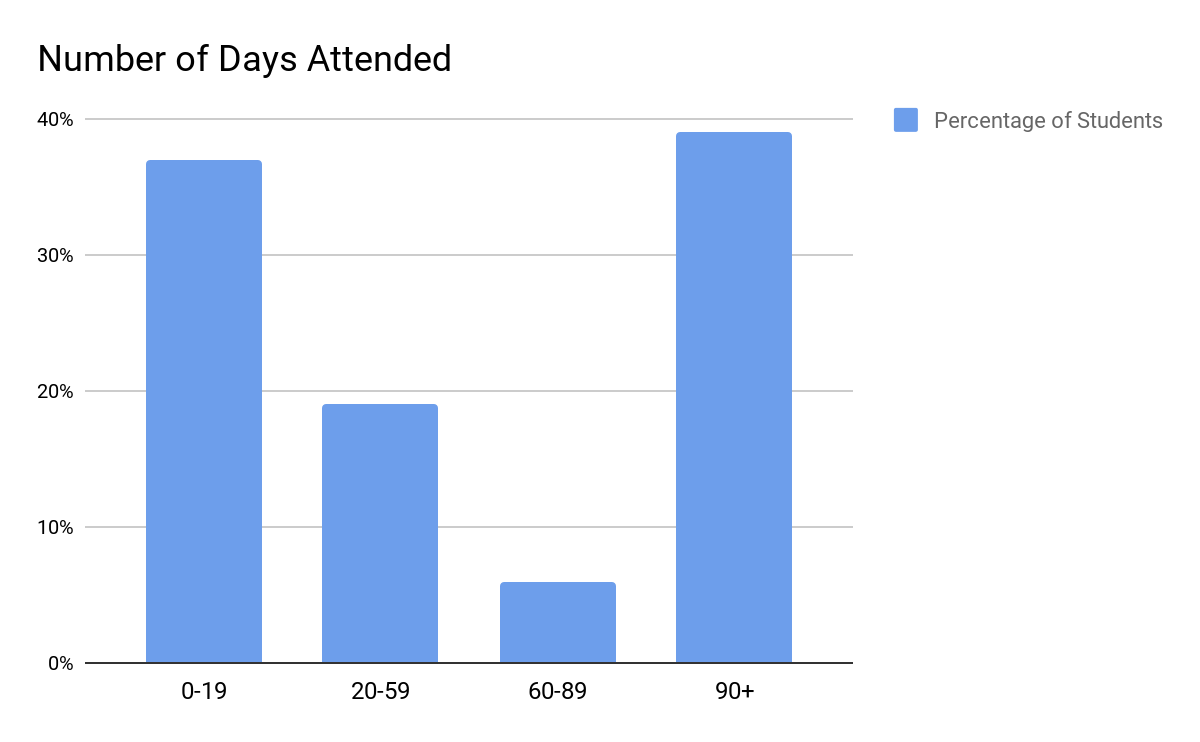 Number of Days Attended
Percentage of Students
40%
30%
20%
10%
0%
0-19 20-59 60-89 90+